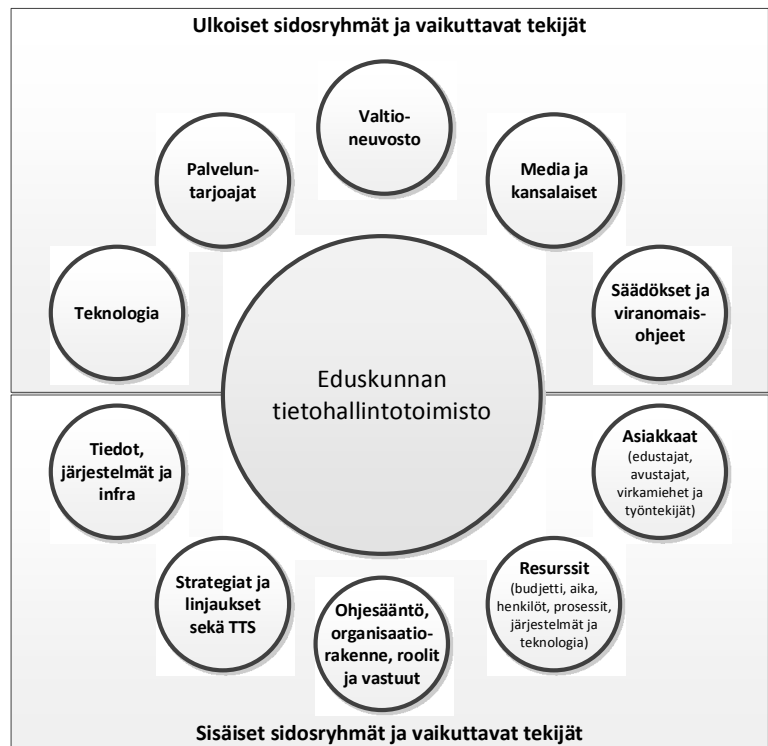 Ulkoiset sidosryhmät ja vaikuttavat tekijät
Valtio-
neuvosto
Palvelun-
tarjoajat
Media ja
kansalaiset
Teknologia
Säädökset ja
viranomais-
ohjeet
Eduskunnan
tietohallintotoimisto
Tiedot,
järjestelmät ja
infra
Asiakkaat
(edustajat,
avustajat,
virkamiehet ja
työntekijät)
Strategiat ja
linjaukset
sekä TTS
Resurssit
(budjetti, aika,
henkilöt, prosessit,
järjestelmät ja
teknologia)
Ohjesääntö,
organisaatio-
rakenne, roolit
ja vastuut
Sisäiset sidosryhmät ja vaikuttavat tekijät